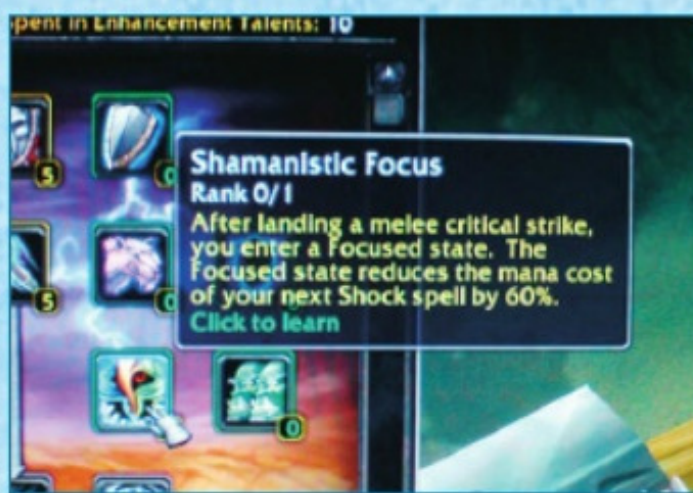 pent in Enhancement Talents: 10
5
0
Shamanistic Focus
Rank 0/1
After landing a melee critical strike,
you enter a Focused state. The
Focused state reduces the mana cost
of your next Shock spell by 60%.
Click to learn
5
0
0